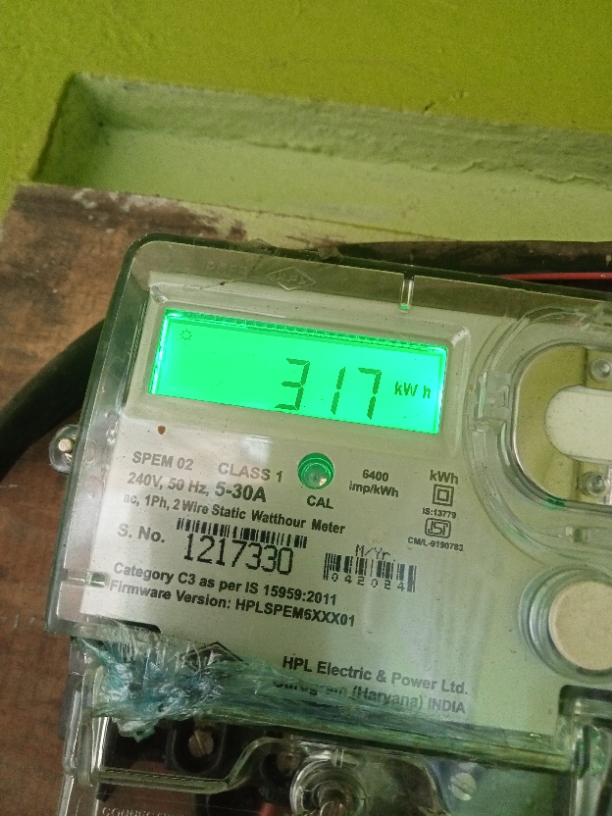 317 kWh
SPEM 02 CLASS 1
240V, 50 Hz, 5-30A
CAL
6400
imp/kWh
kWh
IS:13779
CM/L-9190783
ac, 1Ph, 2 Wire Static Watthour Meter
S. No.
1217330
M/Yr
042024
Category C3 as per IS 15959:2011
Firmware Version: HPLSPEM6XXX01
HPL Electric & Power Ltd.
(Haryana) INDIA